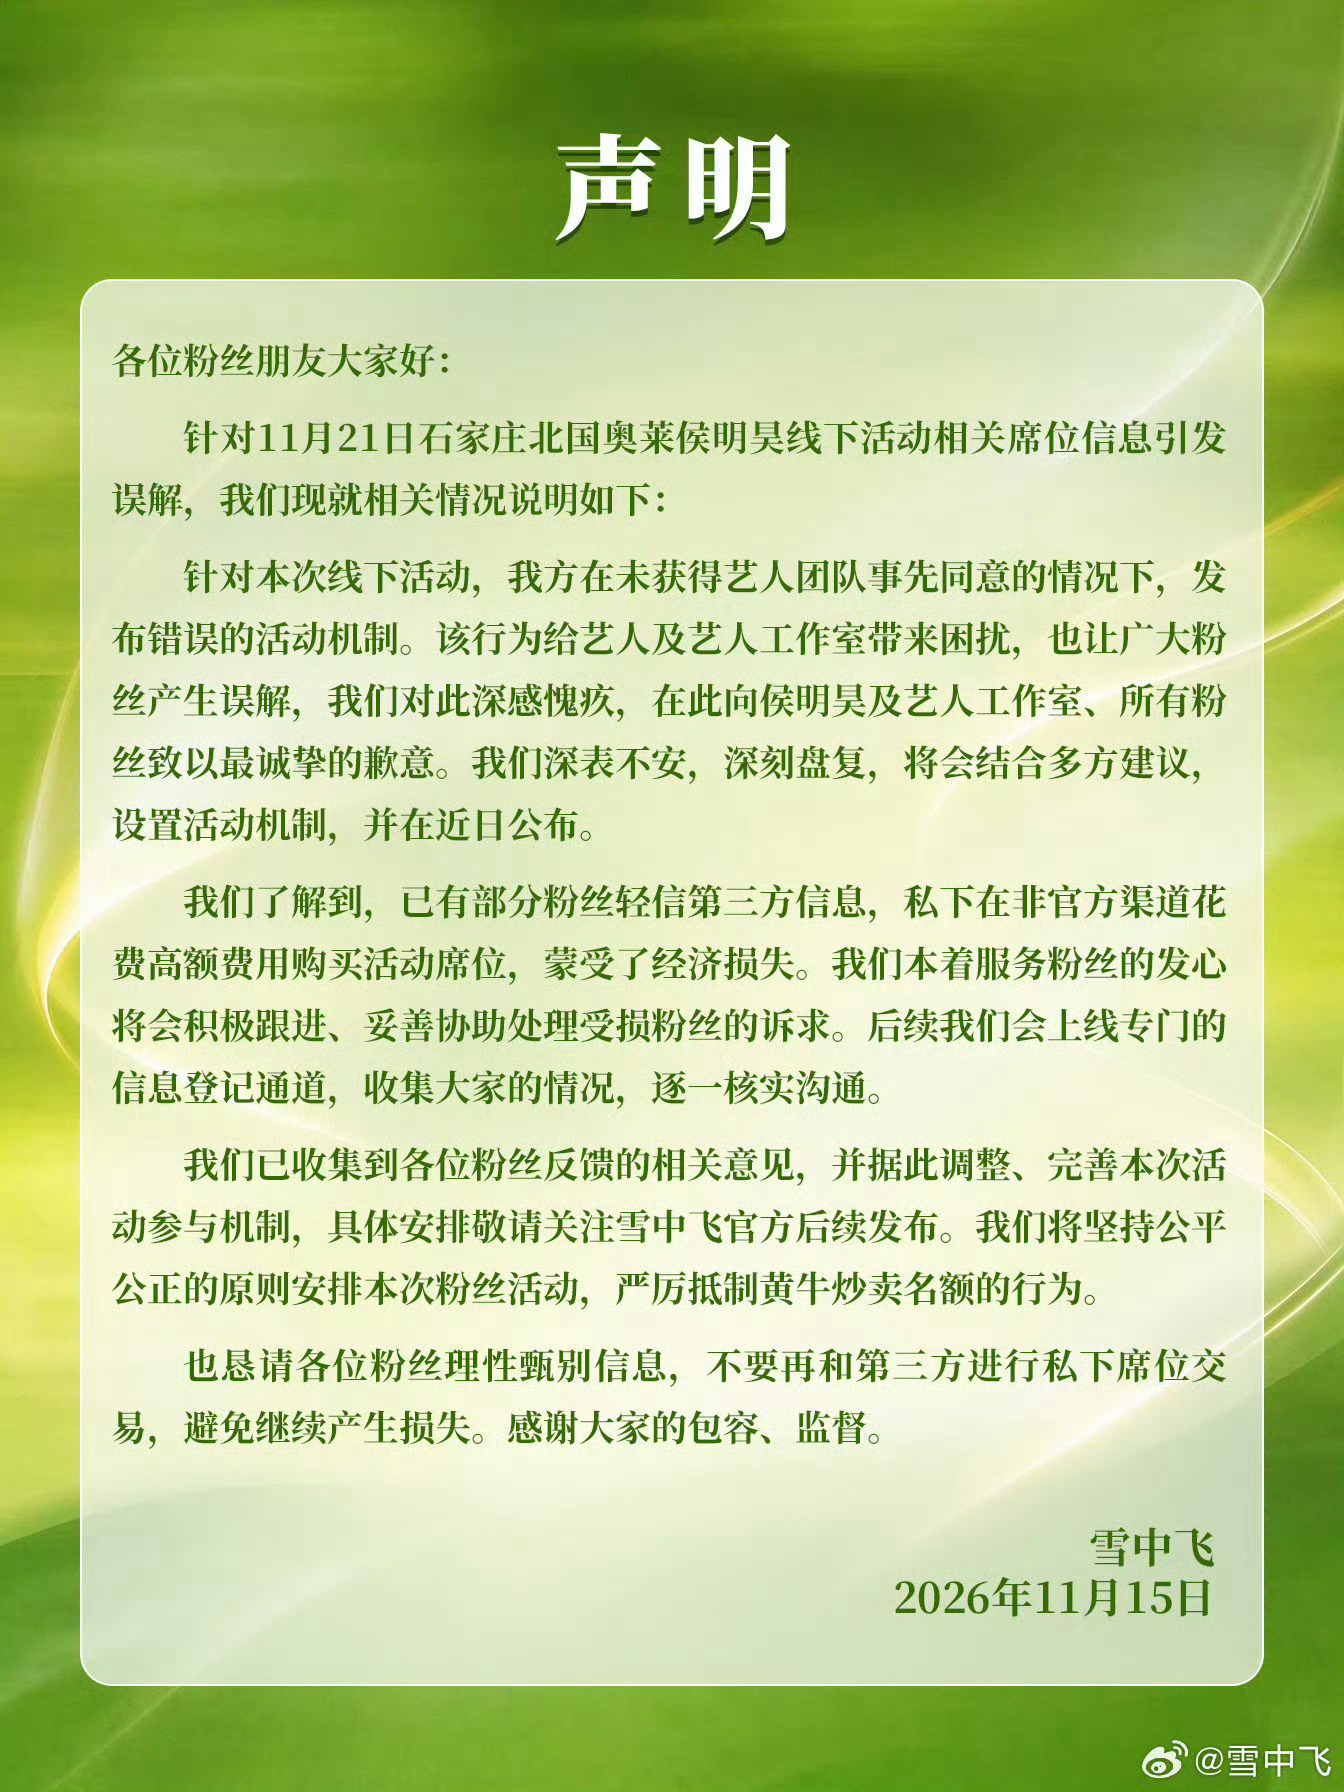 声明
各位粉丝朋友大家好：
针对11月21日石家庄北国奥莱侯明昊线下活动相关席位信息引发
误解，我们现就相关情况说明如下：
针对本次线下活动，我方在未获得艺人团队事先同意的情况下，发
布错误的活动机制。该行为给艺人及艺人工作室带来困扰，也让广大粉
丝产生误解，我们对此深感愧疚，在此向侯明昊及艺人工作室、所有粉
丝致以最诚挚的歉意。我们深表不安，深刻盘复，将会结合多方建议，
设置活动机制，并在近日公布。
我们了解到，已有部分粉丝轻信第三方信息，私下在非官方渠道花
费高额费用购买活动席位，蒙受了经济损失。我们本着服务粉丝的发心
将会积极跟进、妥善协助处理受损粉丝的诉求。后续我们会上线专门的
信息登记通道，收集大家的情况，逐一核实沟通。
我们已收集到各位粉丝反馈的相关意见，并据此调整、完善本次活
动参与机制，具体安排敬请关注雪中飞官方后续发布。我们将坚持公平
公正的原则安排本次粉丝活动，严厉抵制黄牛炒卖名额的行为。
也恳请各位粉丝理性甄别信息，不要再和第三方进行私下席位交
易，避免继续产生损失。感谢大家的包容、监督。
雪中飞
2026年11月15日
@雪中飞